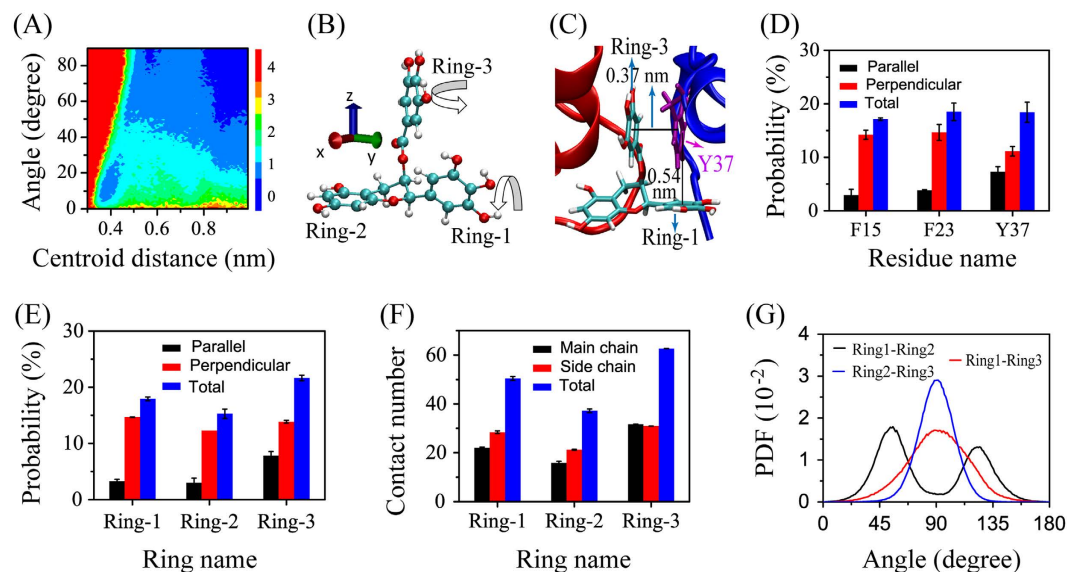 (A)
Angle (degree)
80
60
40
20
0
0.4
0.6
0.8
Centroid distance (nm)
4
3
2
1
0
(B)
Ring-3
z
x
y
Ring-2
Ring-1
(C)
Ring-3
0.37 nm
Y37
0.54
nm
Ring-1
(D)
Probability (%)
30
20
10
0
Parallel
Perpendicular
Total
F15
F23
Y37
Residue name
(E)
Probability (%)
30
20
10
0
Parallel
Perpendicular
Total
Ring-1
Ring-2
Ring-3
Ring name
(F)
Contact number
60
40
20
0
Main chain
Side chain
Total
Ring-1
Ring-2
Ring-3
Ring name
(G)
PDF (10-2)
4
3
2
1
0
Ring1-Ring2
Ring1-Ring3
Ring2-Ring3
0
45
90
135
180
Angle (degree)